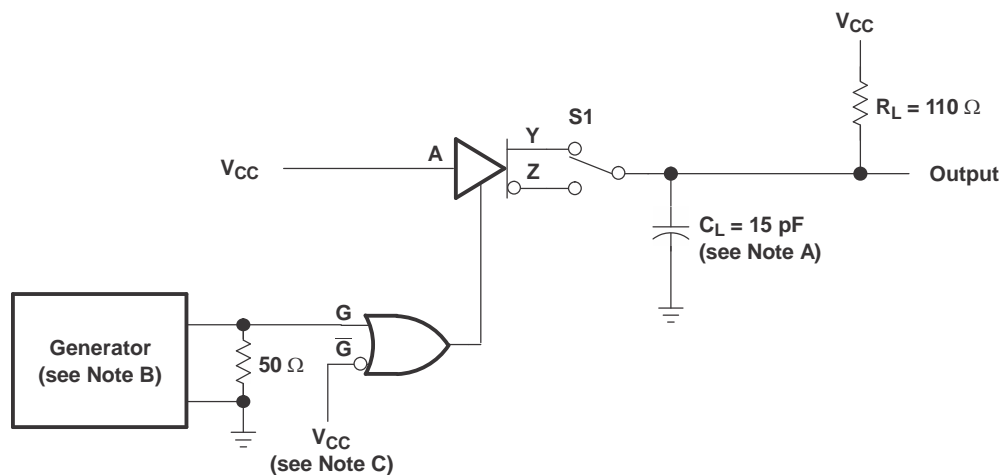 VCC
RL = 110 Ω
S1
Y
A
Z
VCC
Output
CL = 15 pF
(see Note A)
G
G̅
Generator
(see Note B)
50 Ω
VCC
(see Note C)